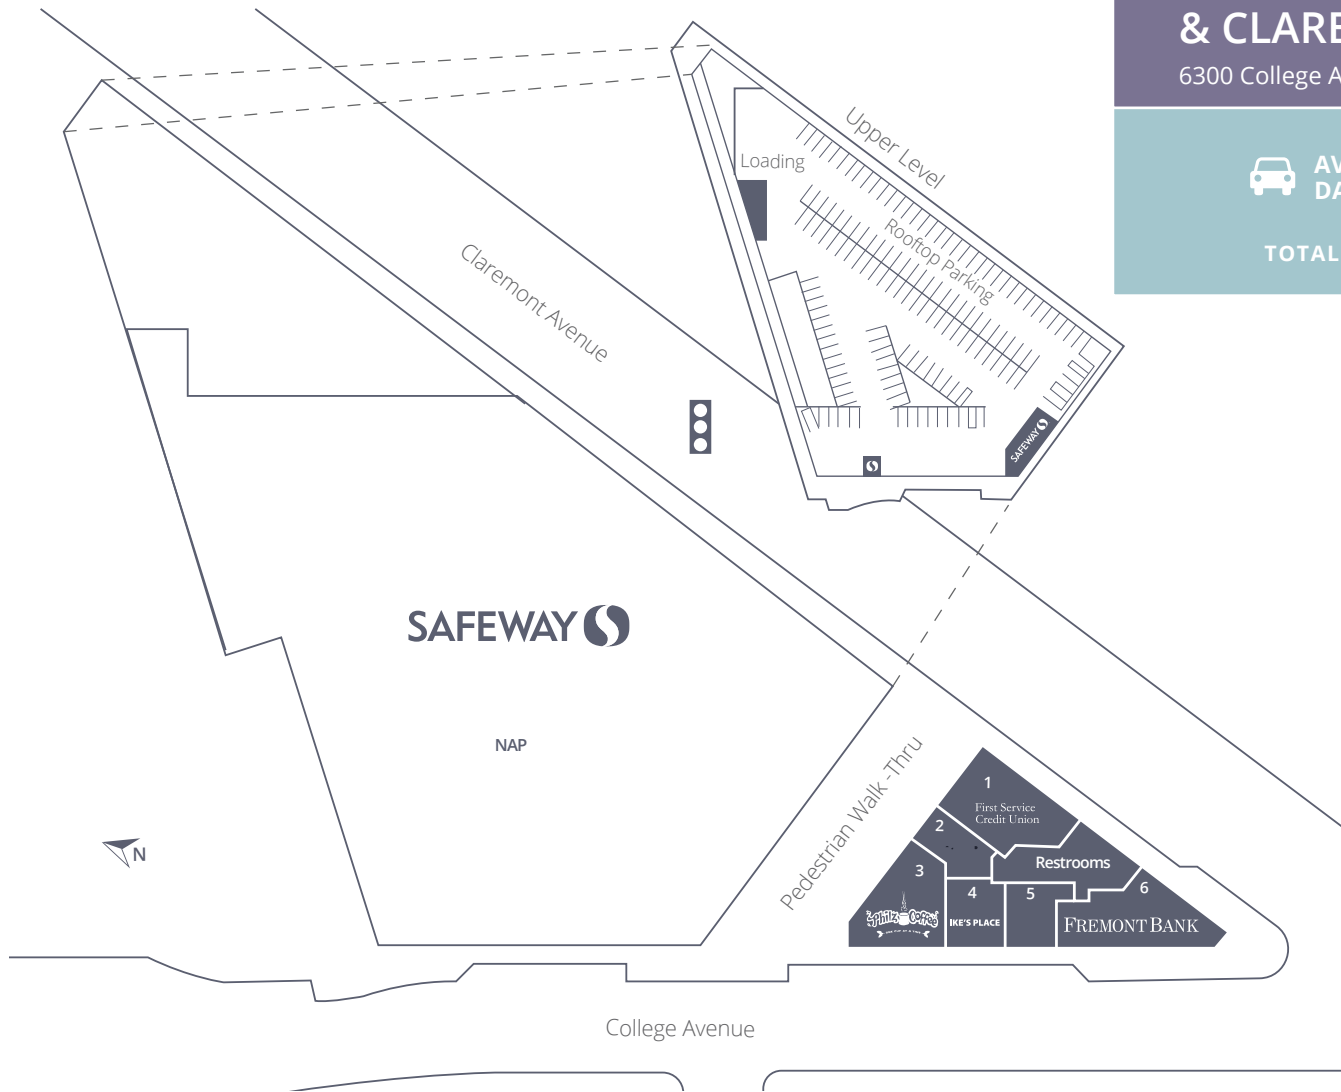 & CLARE
6300 College A
AV
DA
TOTAL
Upper Level
Loading
Rooftop Parking
Claremont Avenue
SAFEWAY
SAFEWAY
NAP
Pedestrian Walk -Thru
N
1
First Service
Credit Union
2
Restrooms
3
Philz Coffee
4
IKE'S PLACE
5
6
FREMONT BANK
College Avenue